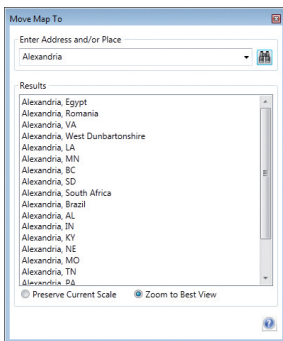 Move Map To
Enter Address and/or Place
Alexandria
Results
Alexandria, Egypt
Alexandria, Romania
Alexandria, VA
Alexandria, West Dunbartonshire
Alexandria, LA
Alexandria, MN
Alexandria, BC
Alexandria, SD
Alexandria, South Africa
Alexandria, Brazil
Alexandria, AL
Alexandria, IN
Alexandria, KY
Alexandria, NE
Alexandria, MO
Alexandria, TN
Alexandria, PA
Preserve Current Scale Zoom to Best View